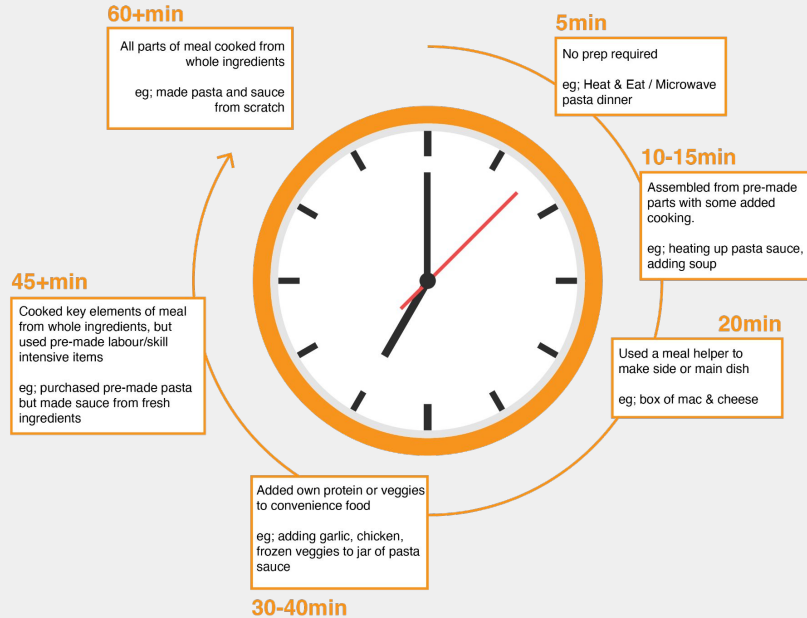 5min
No prep required
eg; Heat & Eat / Microwave
pasta dinner
10-15min
Assembled from pre-made
parts with some added
cooking.
eg; heating up pasta sauce,
adding soup
20min
Used a meal helper to
make side or main dish
eg; box of mac & cheese
Added own protein or veggies
to convenience food
eg; adding garlic, chicken,
frozen veggies to jar of pasta
sauce
30-40min
45+min
Cooked key elements of meal
from whole ingredients, but
used pre-made labour/skill
intensive items
eg; purchased pre-made pasta
but made sauce from fresh
ingredients
60+min
All parts of meal cooked from
whole ingredients
eg; made pasta and sauce
from scratch